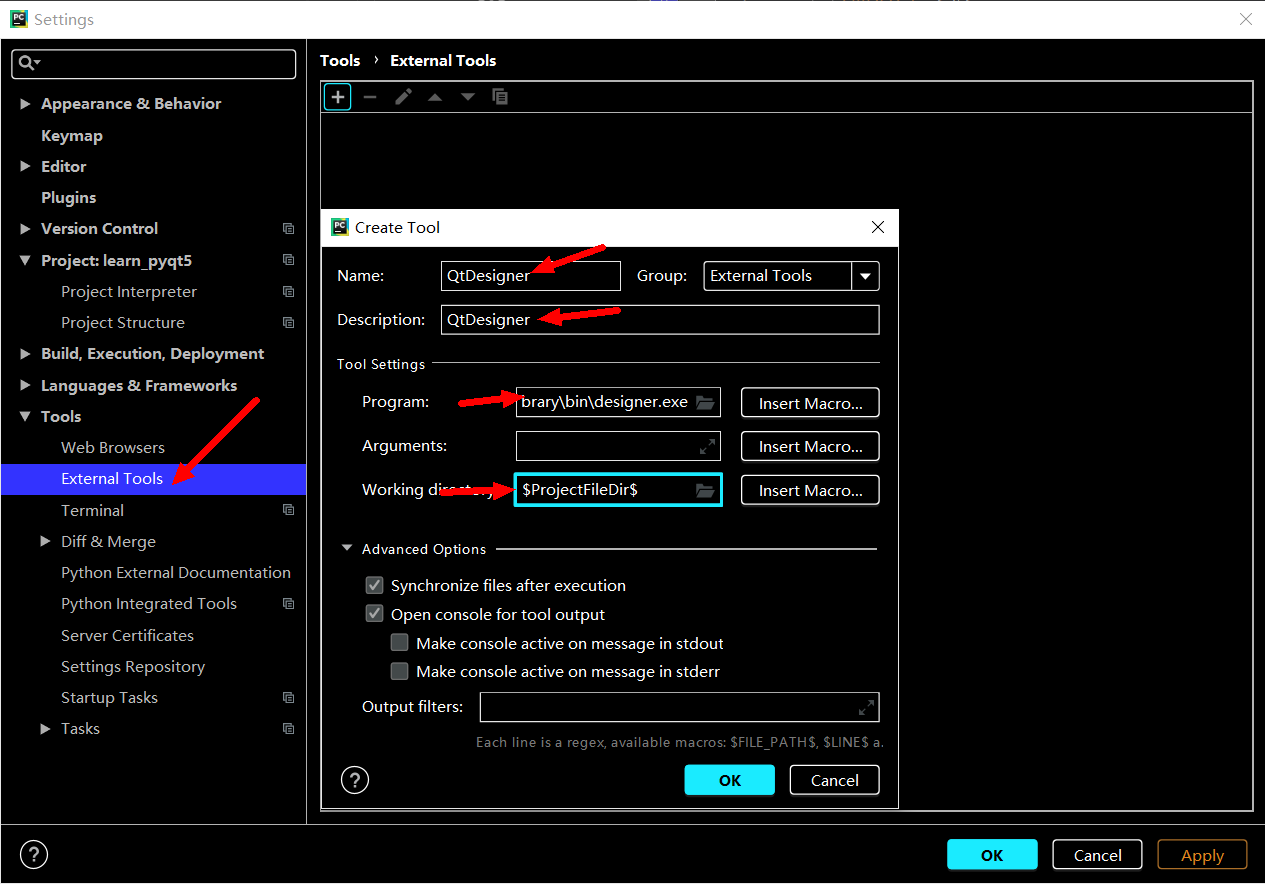 PC Settings
Tools › External Tools
Appearance & Behavior
Keymap
Editor
Plugins
Version Control
Project: learn_pyqt5
Project Interpreter
Project Structure
Build, Execution, Deployment
Languages & Frameworks
Tools
Web Browsers
External Tools
Terminal
Diff & Merge
Python External Documentation
Python Integrated Tools
Server Certificates
Settings Repository
Startup Tasks
Tasks
PC Create Tool
Name: QtDesigner Group: External Tools
Description: QtDesigner
Tool Settings
Program: brary\bin\designer.exe Insert Macro...
Arguments: Insert Macro...
Working directory $ProjectFileDir$ Insert Macro...
Advanced Options
Synchronize files after execution
Open console for tool output
Make console active on message in stdout
Make console active on message in stderr
Output filters:
Each line is a regex, available macros: $FILE_PATH$, $LINE$ a.
? OK Cancel
? OK Cancel Apply